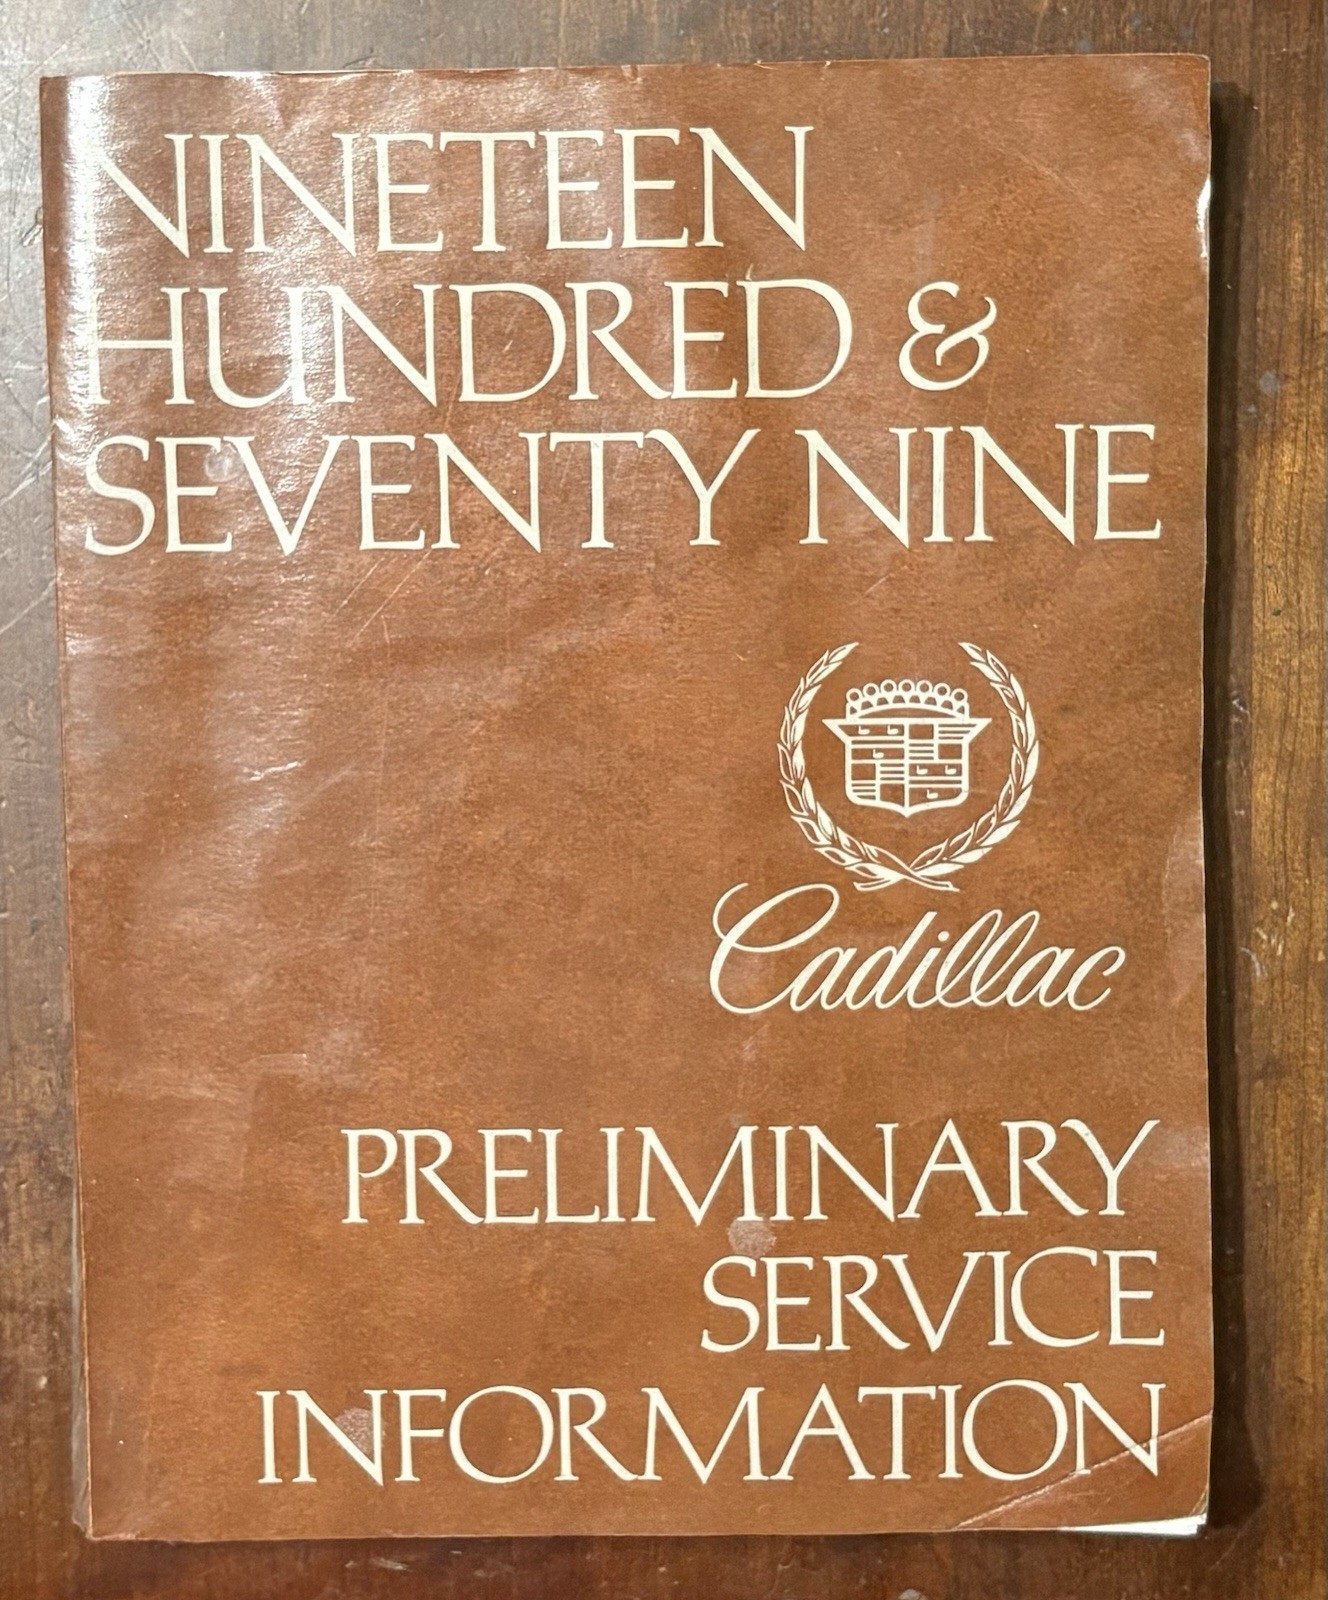 NINETEEN
HUNDRED &
SEVENTY NINE
Cadillac
PRELIMINARY
SERVICE
INFORMATION